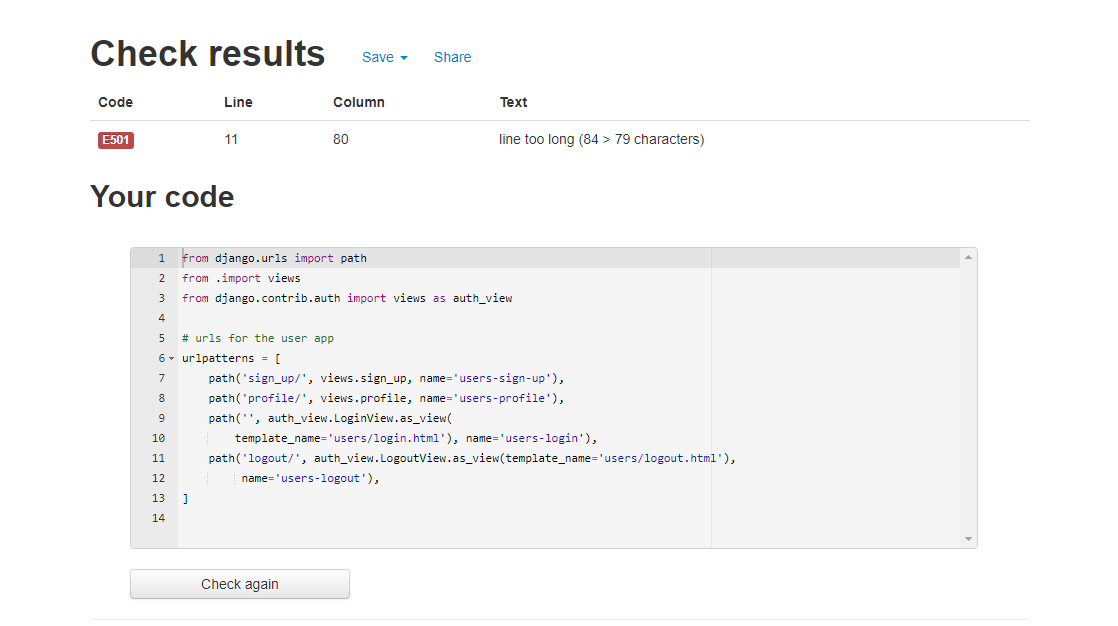 Check results Save Share
Code Line Column Text
E501 11 80 line too long (84 > 79 characters)
Your code
1 from django.urls import path
2 from .import views
3 from django.contrib.auth import views as auth_view
4
5 # urls for the user app
6 urlpatterns = [
7     path('sign_up/', views.sign_up, name='users-sign-up'),
8     path('profile/', views.profile, name='users-profile'),
9     path('', auth_view.LoginView.as_view(
10         template_name='users/login.html'), name='users-login'),
11     path('logout/', auth_view.LogoutView.as_view(template_name='users/logout.html'),
12          name='users-logout'),
13 ]
14
Check again